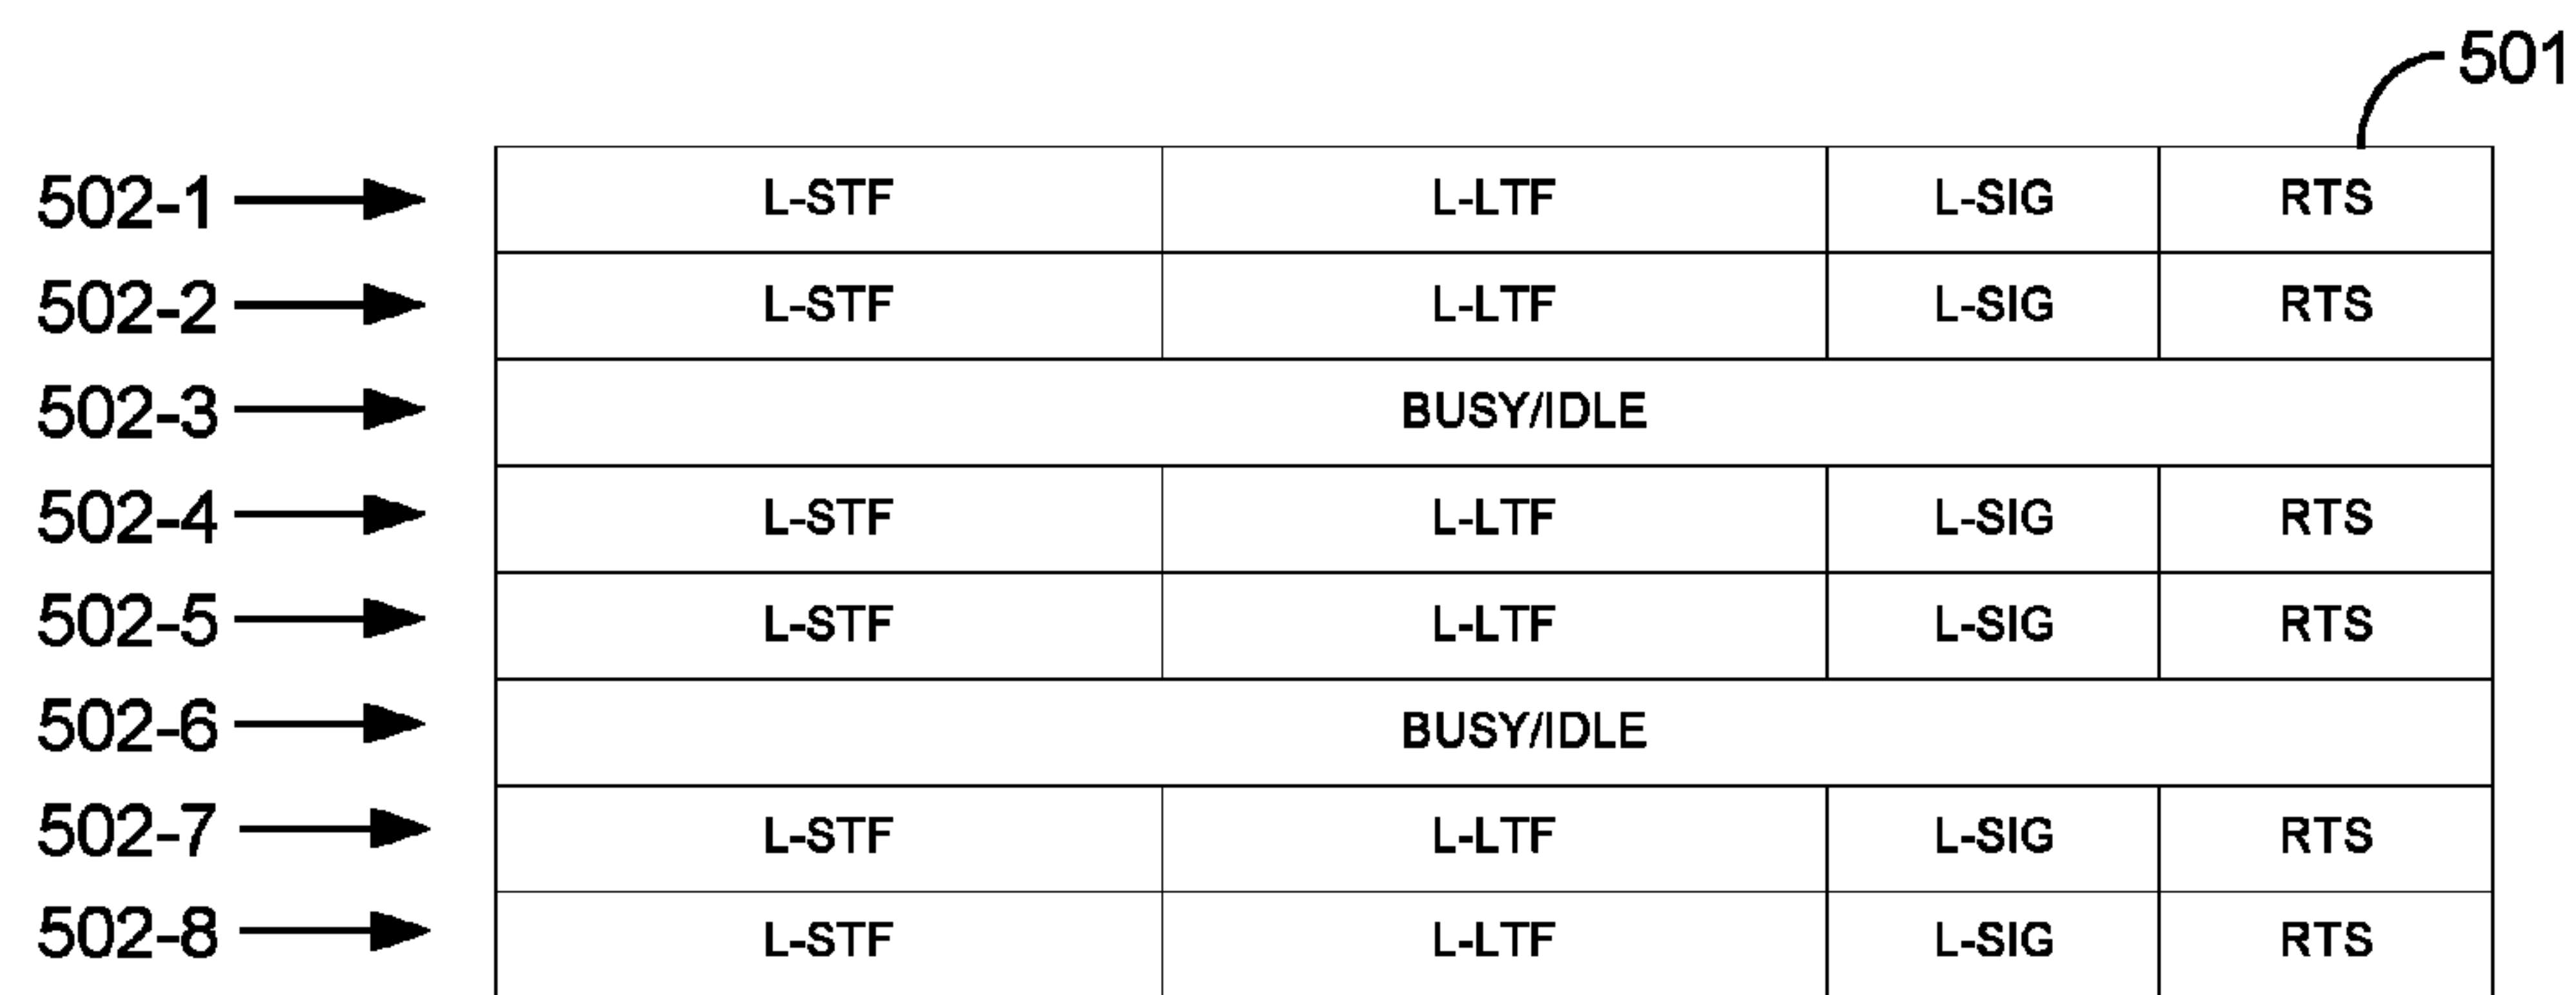 501
502-1 L-STF L-LTF L-SIG RTS
502-2 L-STF L-LTF L-SIG RTS
502-3 BUSY/IDLE
502-4 L-STF L-LTF L-SIG RTS
502-5 L-STF L-LTF L-SIG RTS
502-6 BUSY/IDLE
502-7 L-STF L-LTF L-SIG RTS
502-8 L-STF L-LTF L-SIG RTS